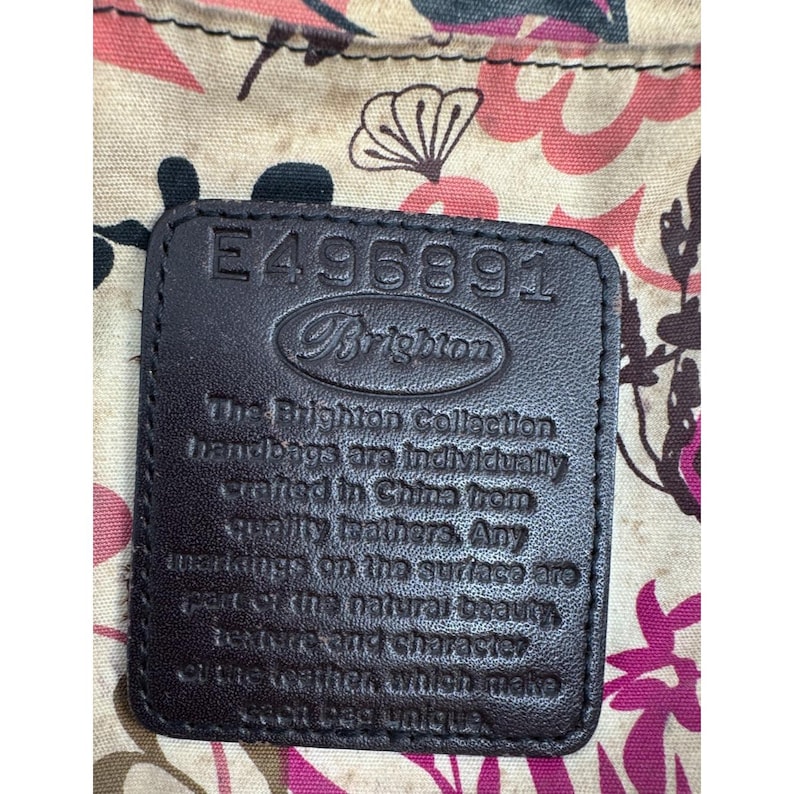 E496891
Brighton
The Brighton Collection
handbags are individually
crafted in China from
quality leathers. Any
markings on the surface are
part of the natural beauty,
texture and character
of the leather, which make
each bag unique.